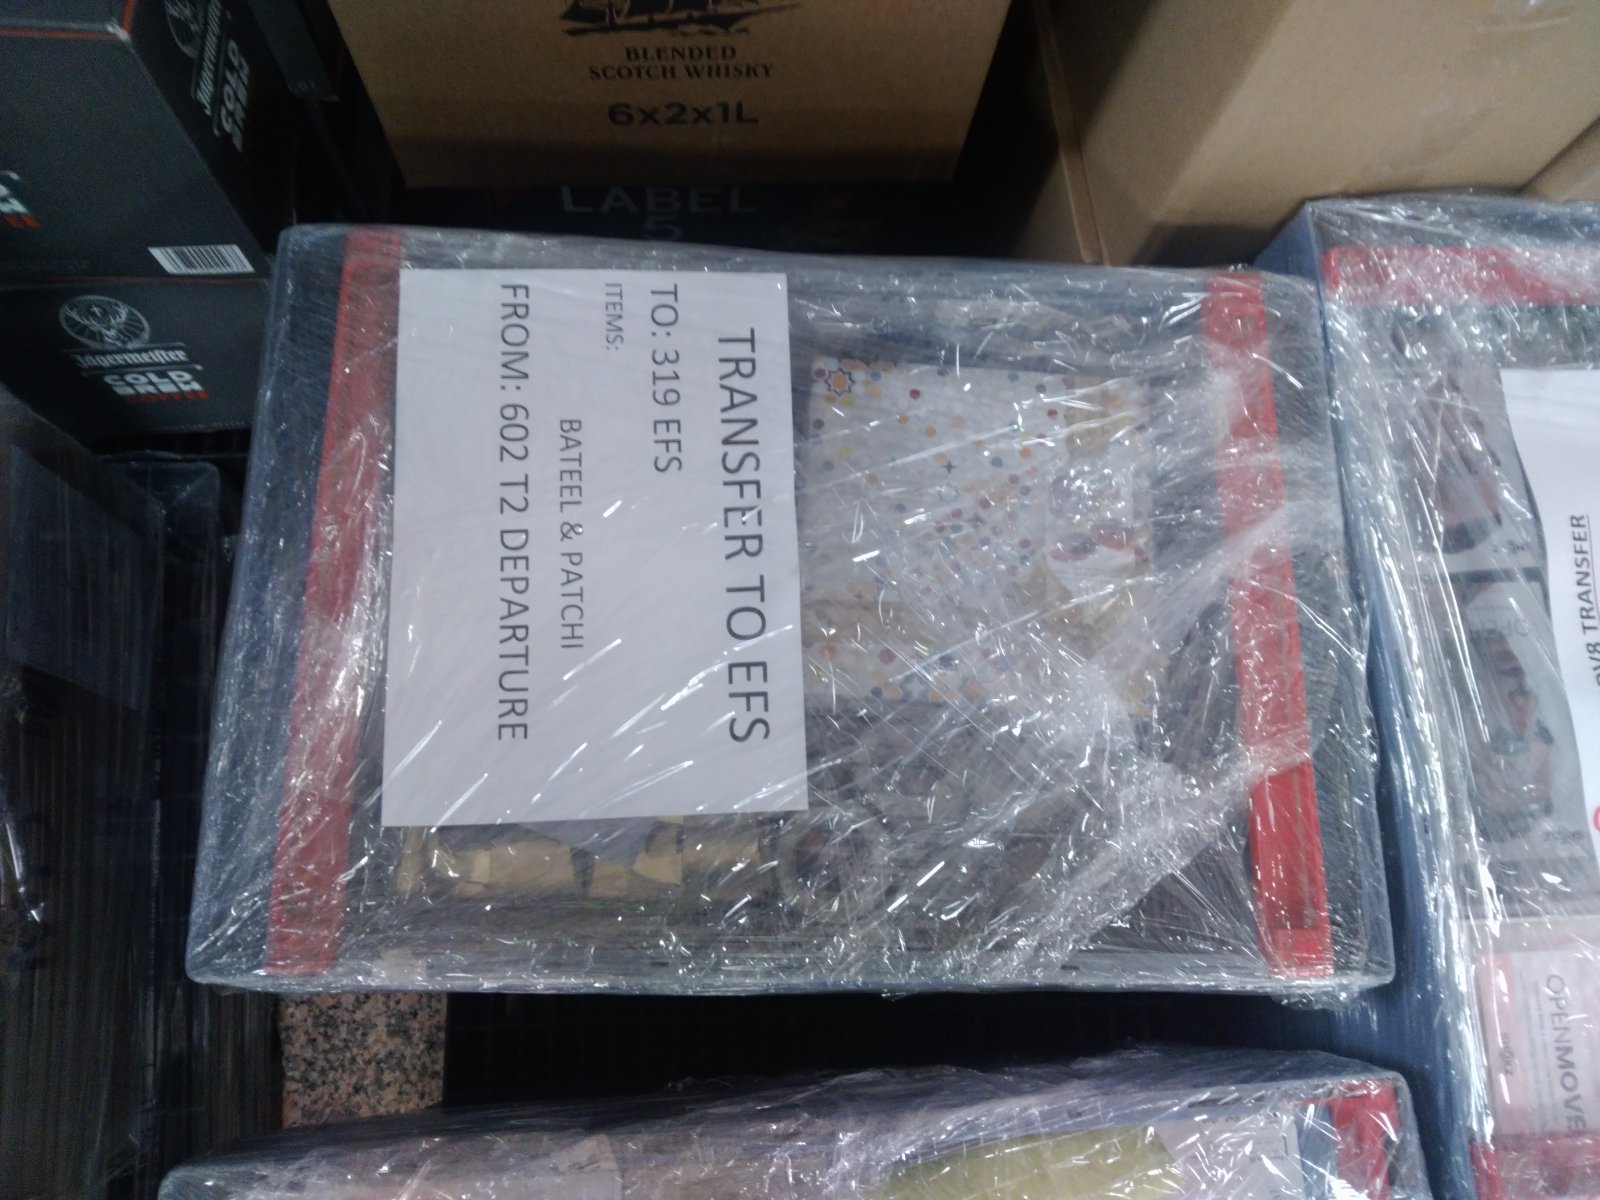 BLENDED
SCOTCH WHISKY
6x2x1L
LABEL
5
Jägermeister
COLD
BREW
COFFEE
TRANSFER TO EFS
TO: 319 EFS
ITEMS:
BATEEL & PATCHI
FROM: 602 T2 DEPARTURE
TRANSFER
OPENMOVE